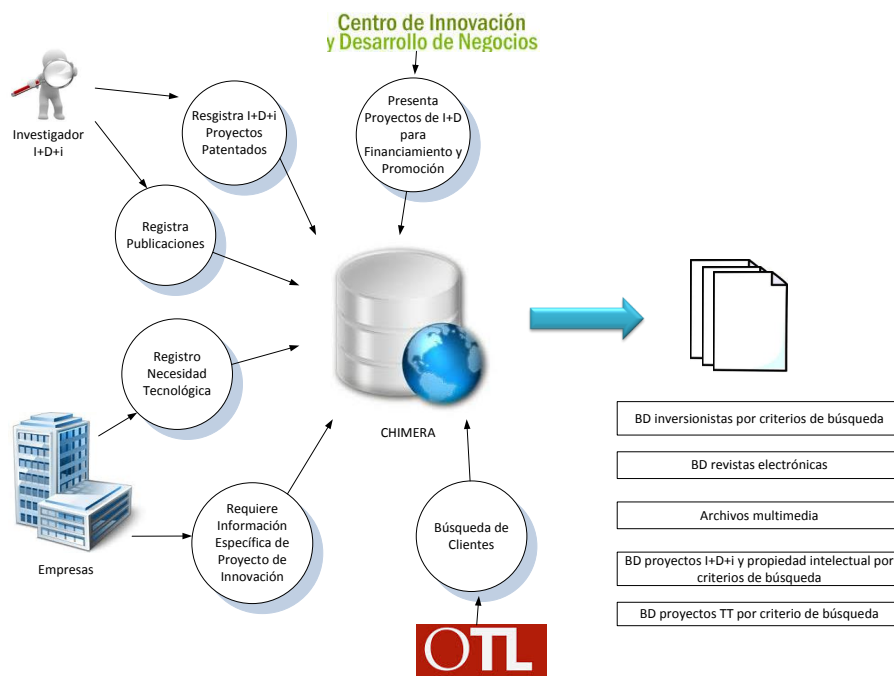 Centro de Innovación
y Desarrollo de Negocios
Investigador
I+D+i
Resgistra I+D+i
Proyectos
Patentados
Presenta
Proyectos de I+D
para
Financiamiento y
Promoción
Registra
Publicaciones
Registro
Necesidad
Tecnológica
CHIMERA
Empresas
Requiere
Información
Específica de
Proyecto de
Innovación
Búsqueda de
Clientes
OTL
BD inversionistas por criterios de búsqueda
BD revistas electrónicas
Archivos multimedia
BD proyectos I+D+i y propiedad intelectual por
criterios de búsqueda
BD proyectos TT por criterio de búsqueda